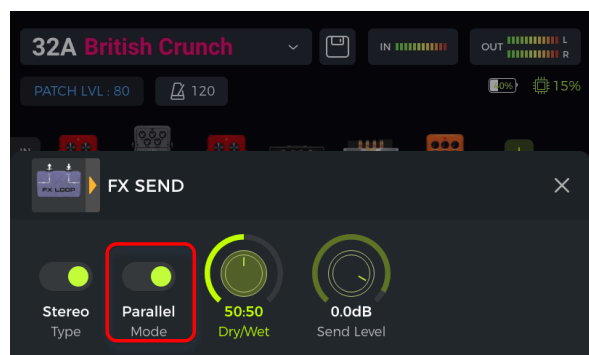 32A British Crunch
IN
OUT
L
R
PATCH LVL : 80
120
15%
FX LOOP
FX SEND
Stereo
Type
Parallel
Mode
50:50
Dry/Wet
0.0dB
Send Level